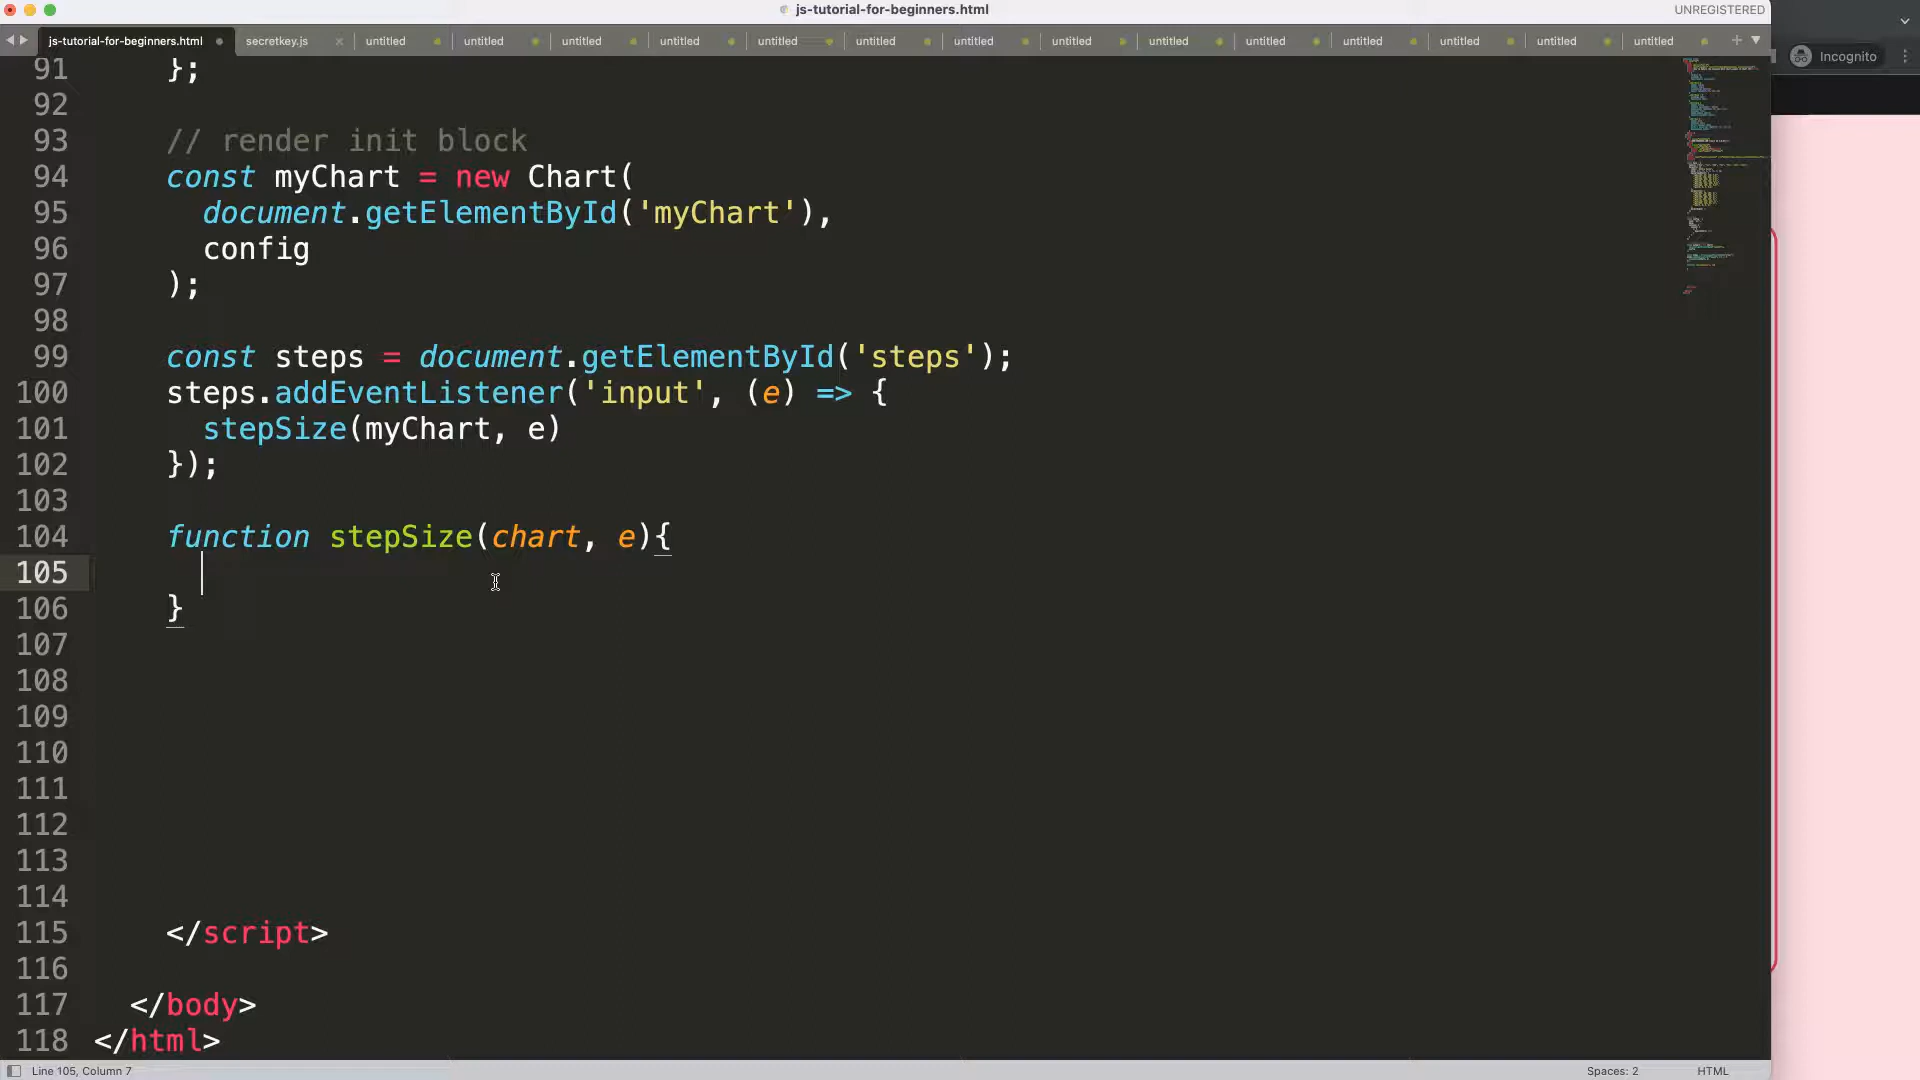 js-tutorial-for-beginners.html
UNREGISTERED
js-tutorial-for-beginners.html secretkey.js untitled untitled untitled untitled untitled untitled untitled untitled untitled untitled untitled untitled untitled untitled
Incognito
91 };
92
93 // render init block
94 const myChart = new Chart(
95 document.getElementById('myChart'),
96 config
97 );
98
99 const steps = document.getElementById('steps');
100 steps.addEventListener('input', (e) => {
101 stepSize(myChart, e)
102 });
103
104 function stepSize(chart, e){
105
106 }
107
108
109
110
111
112
113
114
115 </script>
116
117 </body>
118 </html>
Line 105, Column 7
Spaces: 2
HTML